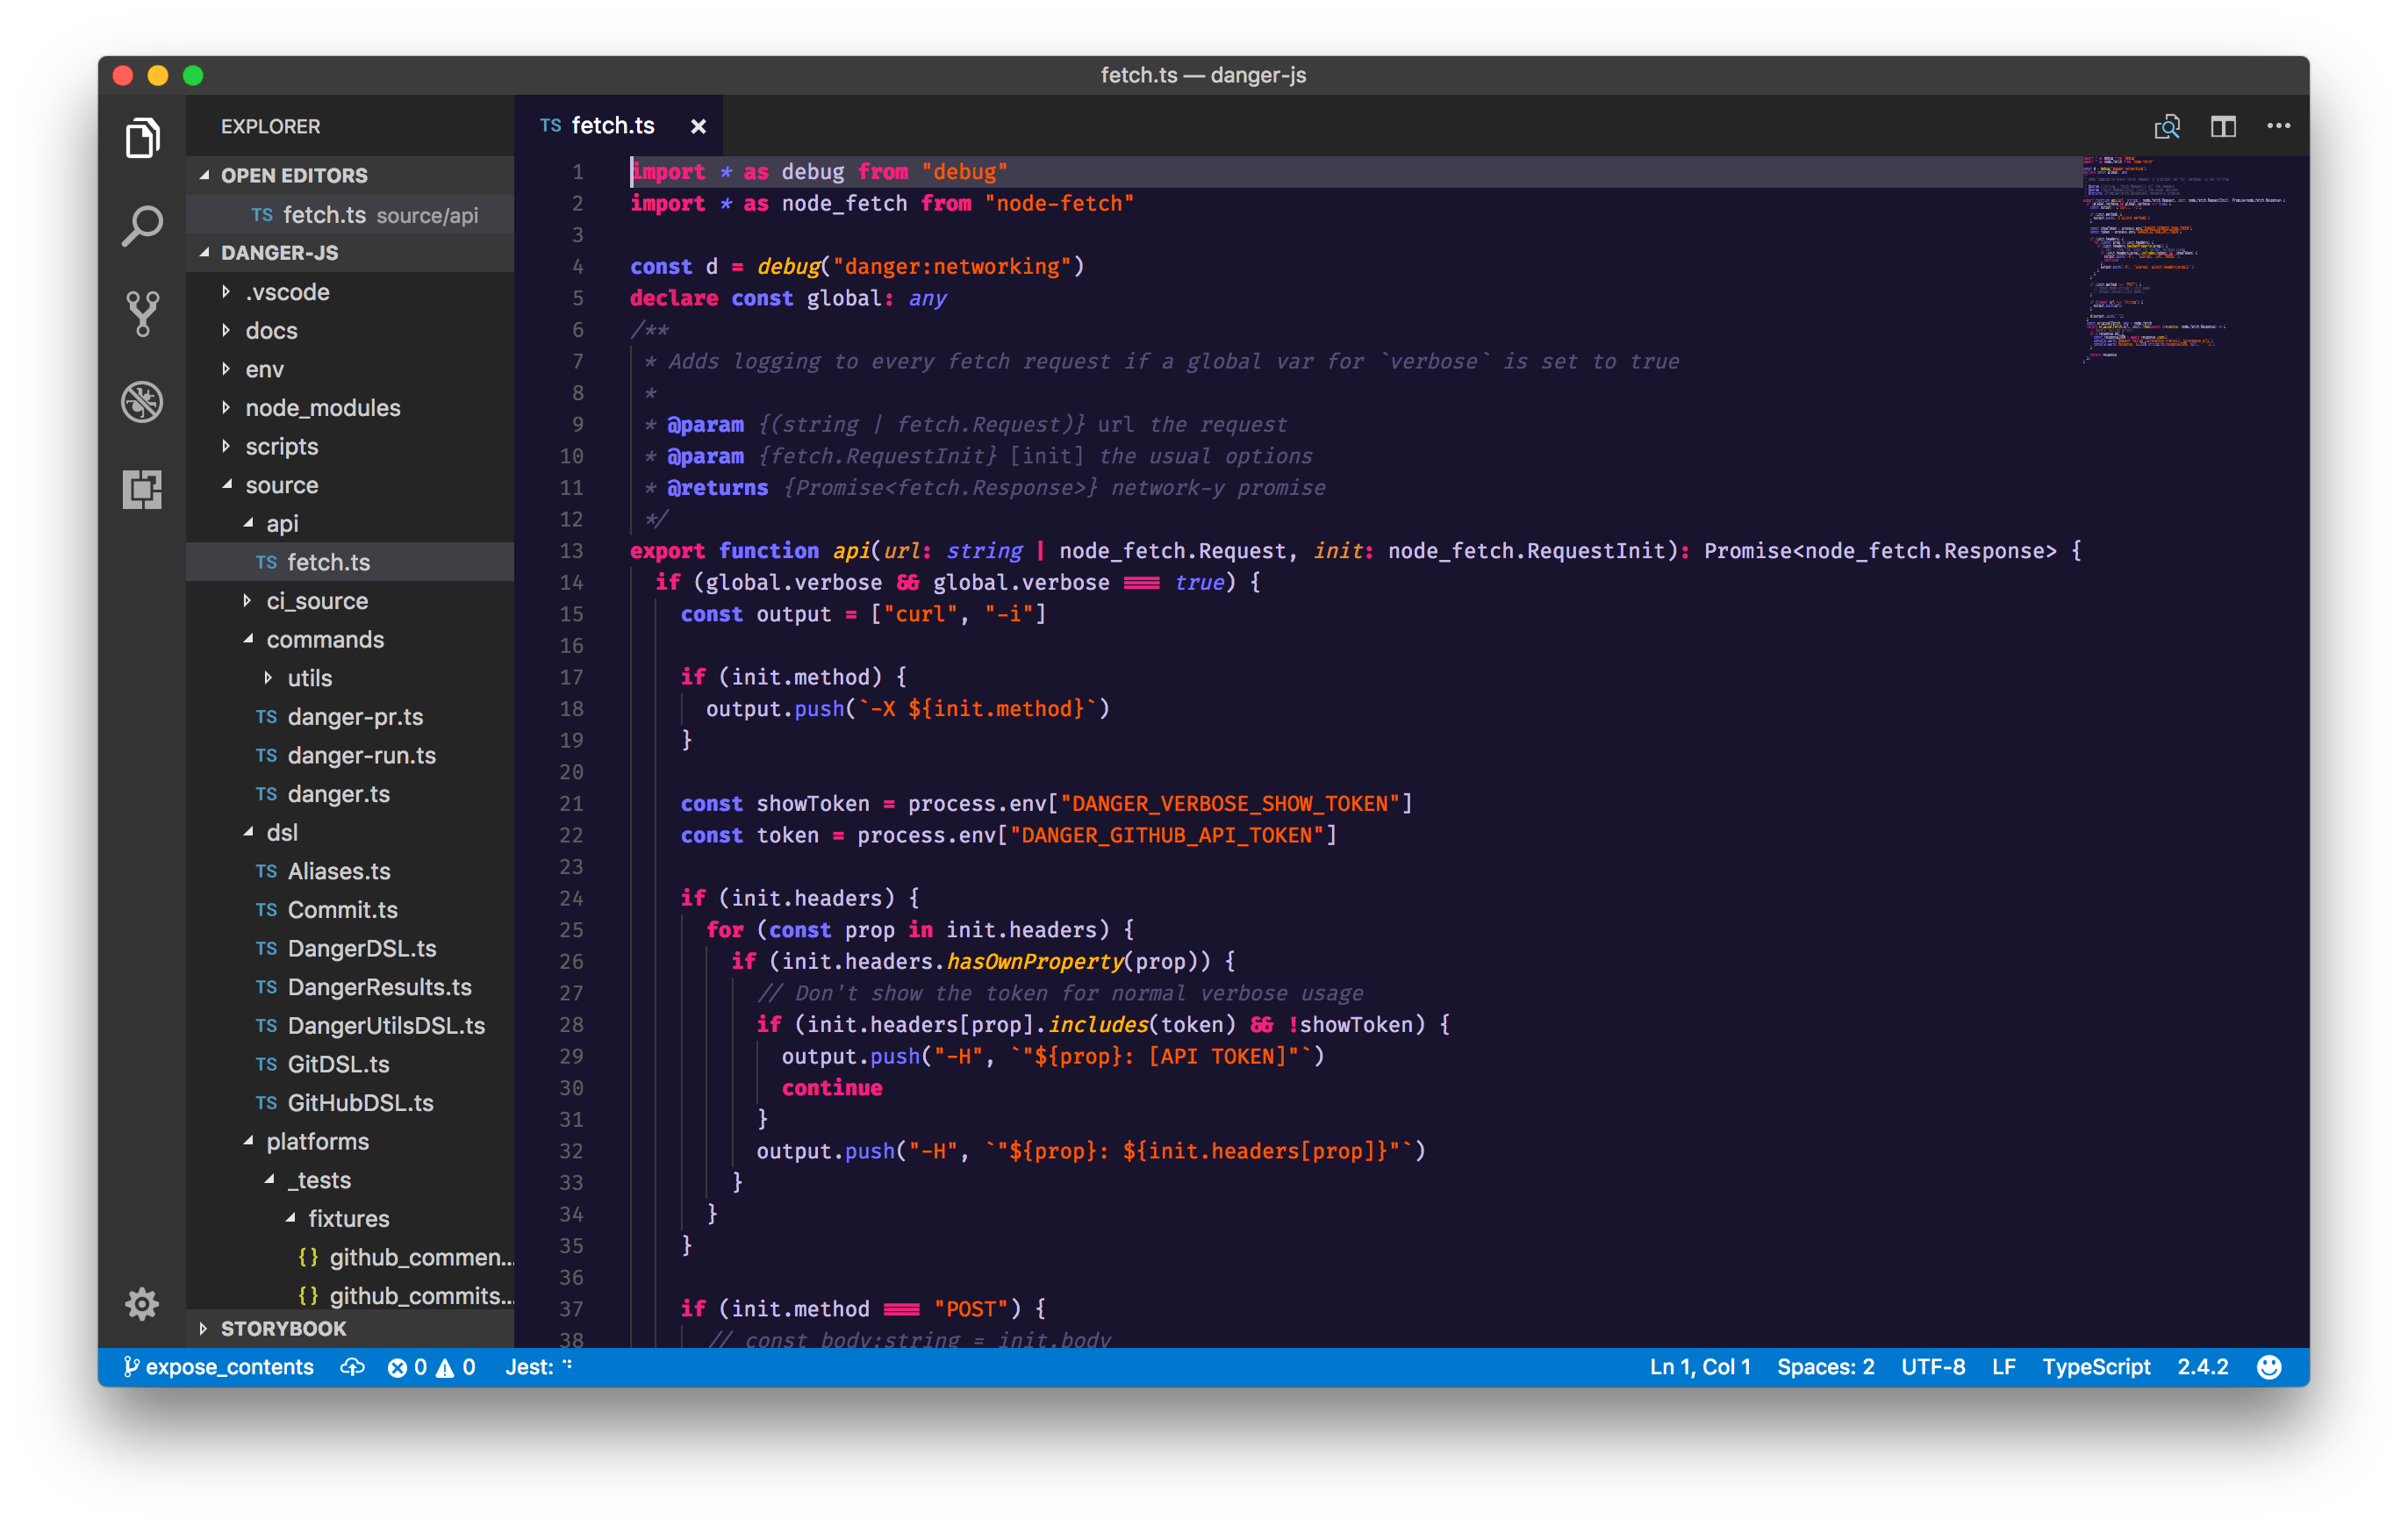 fetch.ts — danger-js
EXPLORER
OPEN EDITORS
TS fetch.ts source/api
DANGER-JS
.vscode
docs
env
node_modules
scripts
source
api
TS fetch.ts
ci_source
commands
utils
TS danger-pr.ts
TS danger-run.ts
TS danger.ts
dsl
TS Aliases.ts
TS Commit.ts
TS DangerDSL.ts
TS DangerResults.ts
TS DangerUtilsDSL.ts
TS GitDSL.ts
TS GitHubDSL.ts
platforms
_tests
fixtures
{} github_commen...
{} github_commits...
STORYBOOK
TS fetch.ts ×
1 import * as debug from "debug"
2 import * as node_fetch from "node-fetch"
3
4 const d = debug("danger:networking")
5 declare const global: any
6 /**
7  * Adds logging to every fetch request if a global var for `verbose` is set to true
8  *
9  * @param {(string | fetch.Request)} url the request
10  * @param {fetch.RequestInit} [init] the usual options
11  * @returns {Promise<fetch.Response>} network-y promise
12  */
13 export function api(url: string | node_fetch.Request, init: node_fetch.RequestInit): Promise<node_fetch.Response> {
14   if (global.verbose && global.verbose === true) {
15     const output = ["curl", "-i"]
16
17     if (init.method) {
18       output.push(`-X ${init.method}`)
19     }
20
21     const showToken = process.env["DANGER_VERBOSE_SHOW_TOKEN"]
22     const token = process.env["DANGER_GITHUB_API_TOKEN"]
23
24     if (init.headers) {
25       for (const prop in init.headers) {
26         if (init.headers.hasOwnProperty(prop)) {
27           // Don't show the token for normal verbose usage
28           if (init.headers[prop].includes(token) && !showToken) {
29             output.push("-H", `"${prop}: [API TOKEN]"`)
30             continue
31           }
32           output.push("-H", `"${prop}: ${init.headers[prop]}"`)
33         }
34       }
35     }
36
37     if (init.method === "POST") {
38       // const body:string = init.body
expose_contents 0 0 Jest: Ln 1, Col 1 Spaces: 2 UTF-8 LF TypeScript 2.4.2